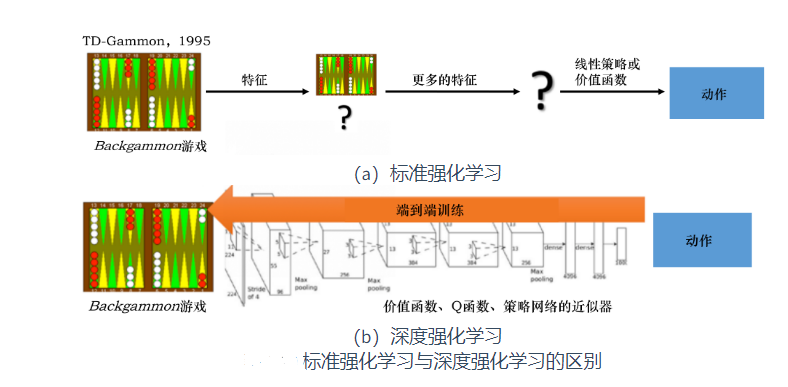 TD-Gammon，1995
特征
更多的特征
线性策略或
价值函数
动作
?
?
Backgammon游戏
（a）标准强化学习
端到端训练
动作
224
Stride
of 4
55
96
Max
pooling
27
256
Max
pooling
13
384
13
384
13
256
Max
pooling
dense
dense
Backgammon游戏
价值函数、Q函数、策略网络的近似器
（b）深度强化学习
标准强化学习与深度强化学习的区别